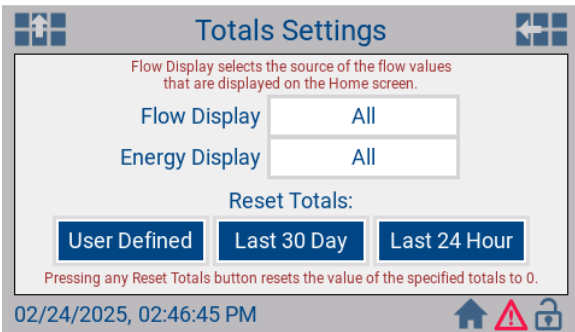 Totals Settings
Flow Display selects the source of the flow values
that are displayed on the Home screen.
Flow Display All
Energy Display All
Reset Totals:
User Defined Last 30 Day Last 24 Hour
Pressing any Reset Totals button resets the value of the specified totals to 0.
02/24/2025, 02:46:45 PM